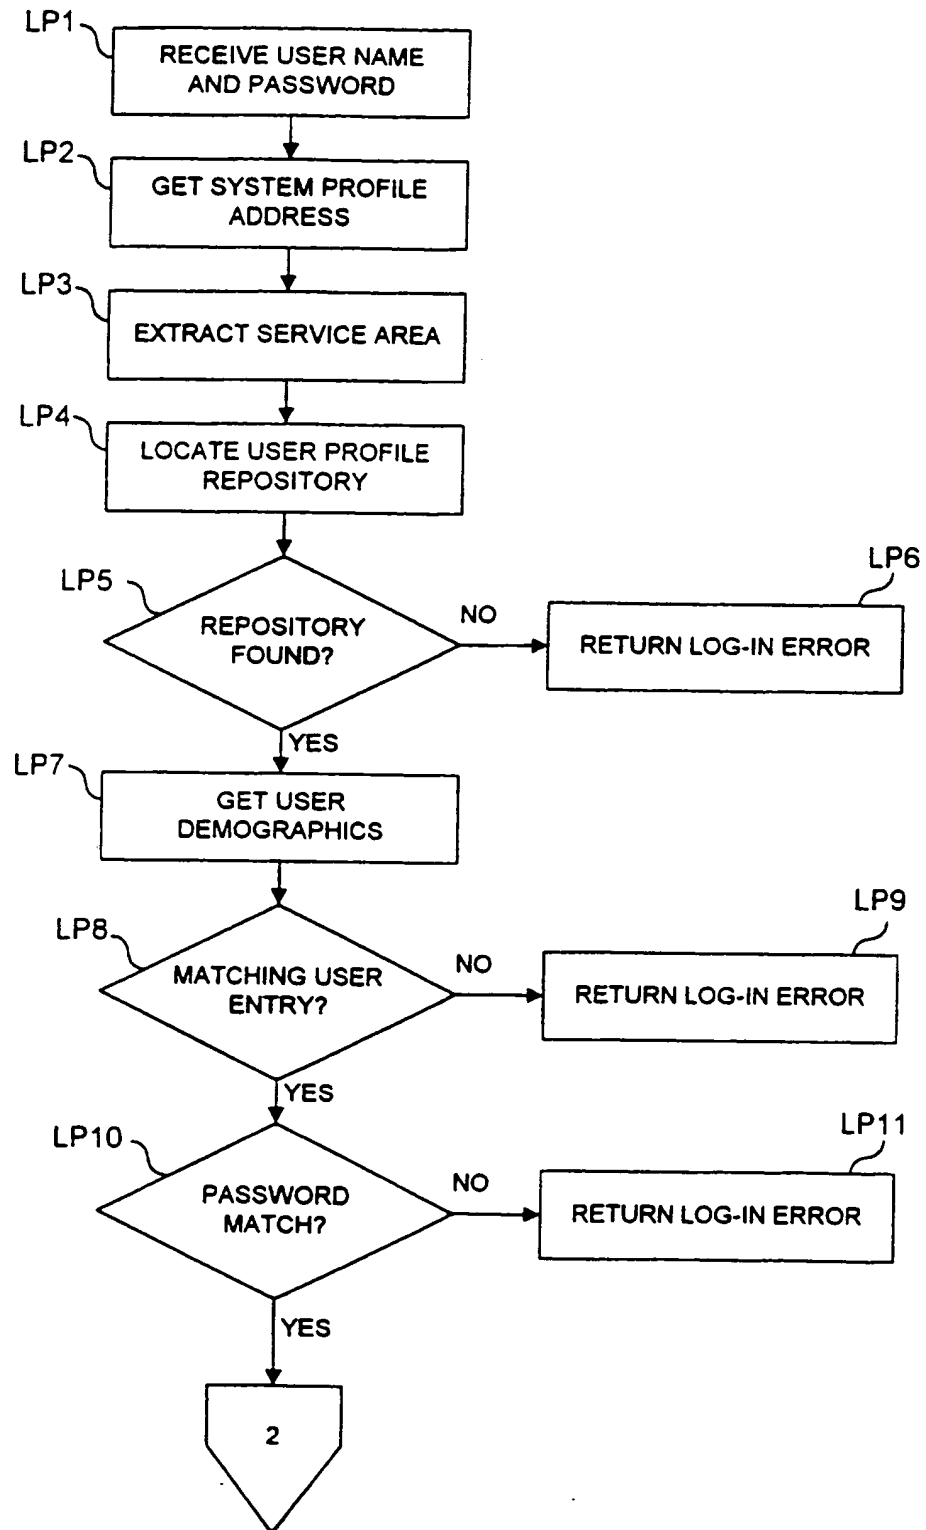 LP1
RECEIVE USER NAME
AND PASSWORD
LP2
GET SYSTEM PROFILE
ADDRESS
LP3
EXTRACT SERVICE AREA
LP4
LOCATE USER PROFILE
REPOSITORY
LP5
REPOSITORY
FOUND?
NO
LP6
RETURN LOG-IN ERROR
YES
LP7
GET USER
DEMOGRAPHICS
LP8
MATCHING USER
ENTRY?
NO
LP9
RETURN LOG-IN ERROR
YES
LP10
PASSWORD
MATCH?
NO
LP11
RETURN LOG-IN ERROR
YES
2